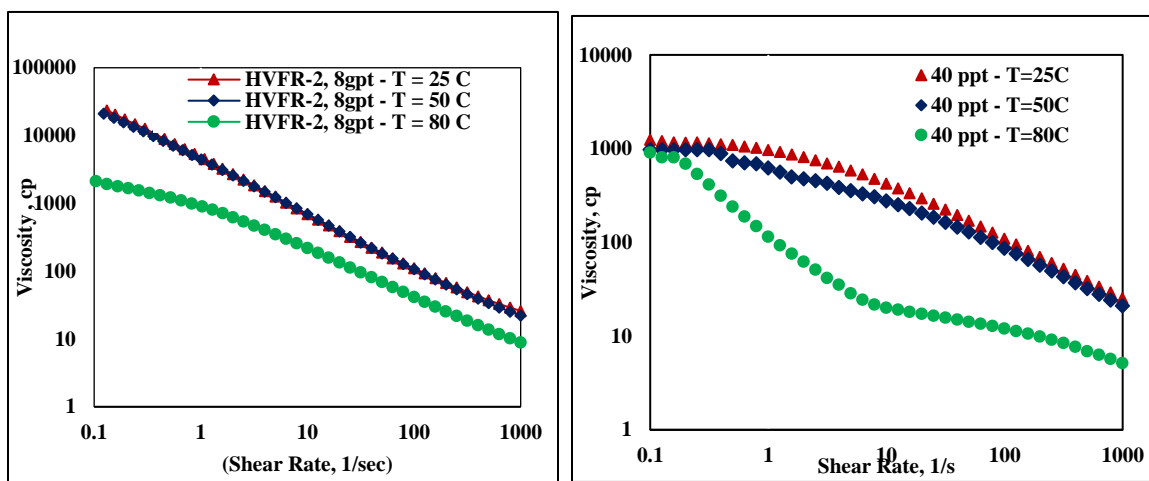 100000
10000
1000
100
10
1
Viscosity ,cp
HVFR-2, 8gpt - T = 25 C
HVFR-2, 8gpt - T = 50 C
HVFR-2, 8gpt - T = 80 C
0.1 1 10 100 1000
(Shear Rate, 1/sec)
10000
1000
100
10
1
Viscosity, cp
40 ppt - T=25C
40 ppt - T=50C
40 ppt - T=80C
0.1 1 10 100 1000
Shear Rate, 1/s